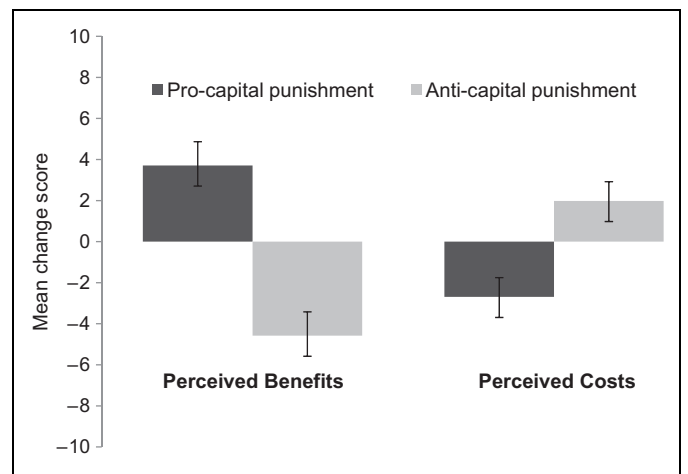 10
8
6
4
2
0
–2
–4
–6
–8
–10
Mean change score
Pro-capital punishment
Anti-capital punishment
Perceived Benefits
Perceived Costs